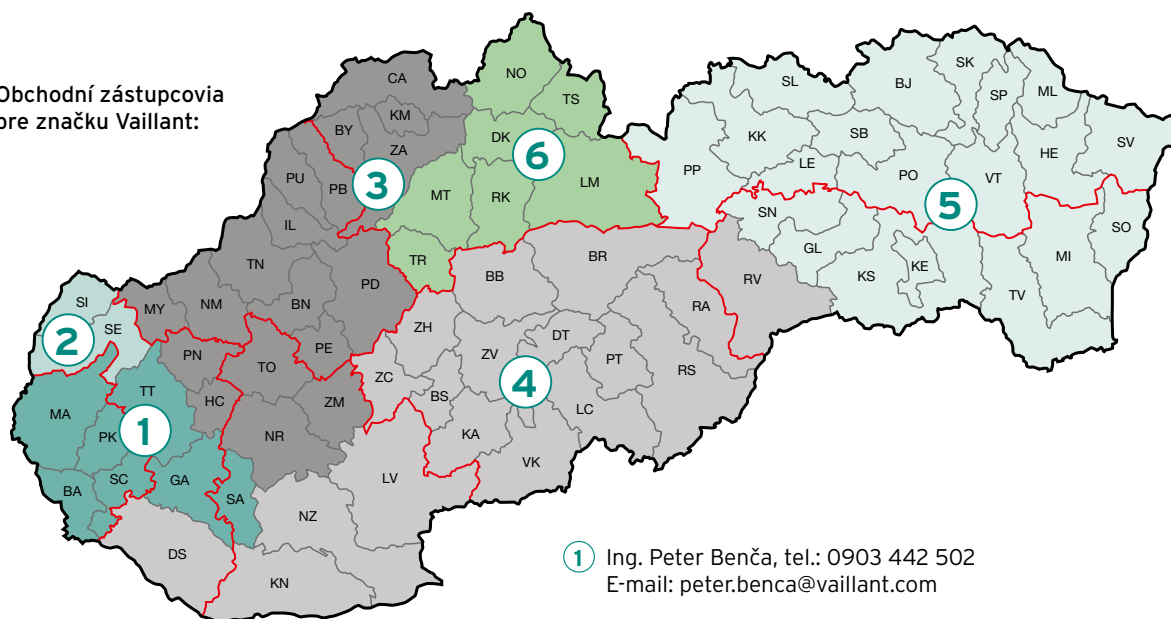 Obchodní zástupcovia
pre značku Vaillant:
CA
NO
TS
BY
KM
ZA
DK
6
PU
PB
3
MT
RK
LM
IL
TR
TN
BN
PD
SI
SE
MY
NM
PE
2
PN
TO
HC
ZM
TT
MA
PK
1
NR
SC
GA
BA
SA
DS
NZ
KN
LV
SL
BJ
SK
SP
ML
SV
KK
SB
HE
PP
LE
PO
VT
SN
5
GL
KS
KE
TV
MI
SO
BB
BR
RV
RA
ZH
ZV
DT
PT
RS
ZC
BS
4
LC
KA
VK
1 Ing. Peter Benča, tel.: 0903 442 502
E-mail: peter.benca@vaillant.com